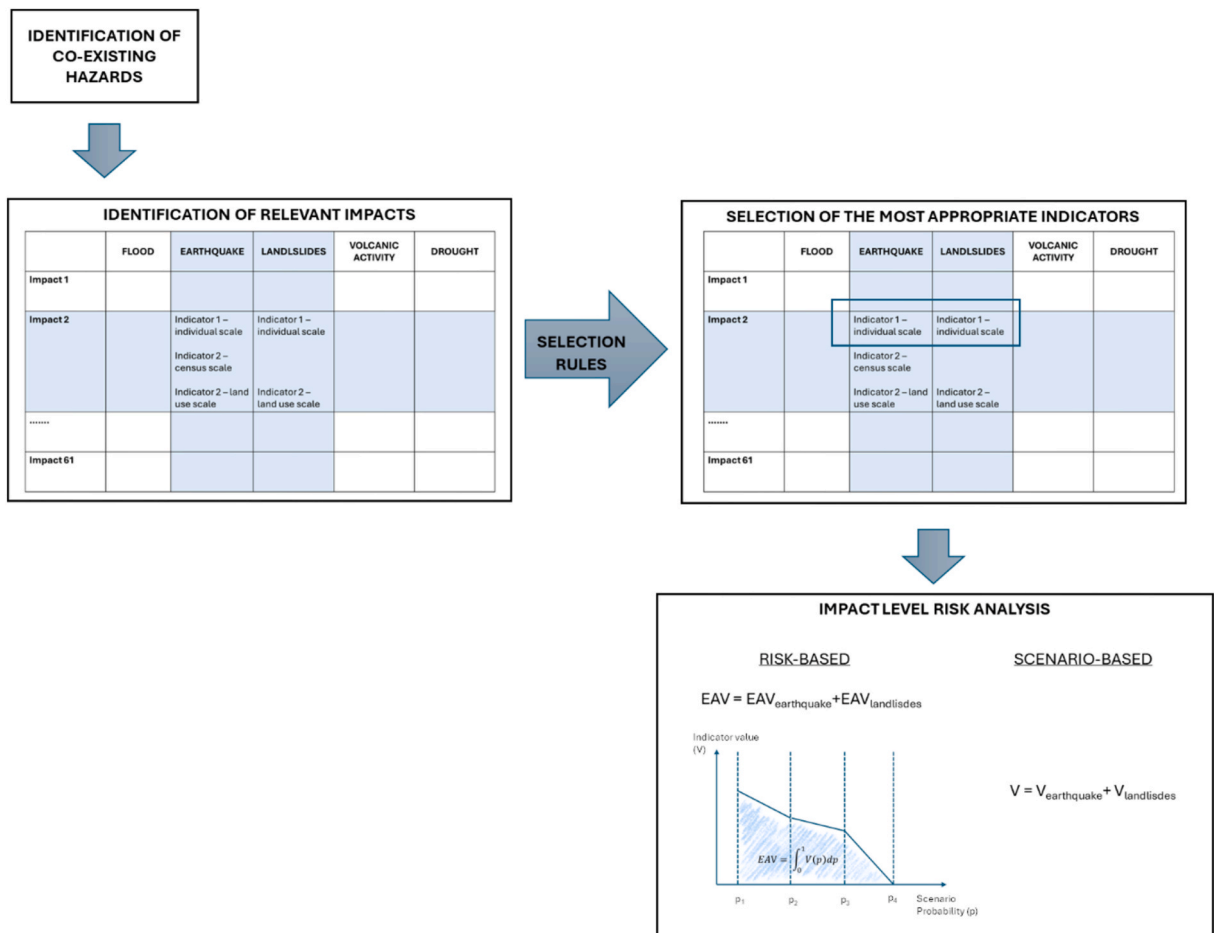 IDENTIFICATION OF
CO-EXISTING
HAZARDS
IDENTIFICATION OF RELEVANT IMPACTS
FLOOD EARTHQUAKE LANDLSLIDES VOLCANIC ACTIVITY DROUGHT
Impact 1
Impact 2
Indicator 1 –
individual scale
Indicator 2 –
census scale
Indicator 2 – land
use scale
Indicator 1 –
individual scale
Indicator 2 –
land use scale
.......
Impact 61
SELECTION
RULES
SELECTION OF THE MOST APPROPRIATE INDICATORS
FLOOD EARTHQUAKE LANDLSLIDES VOLCANIC ACTIVITY DROUGHT
Impact 1
Impact 2
Indicator 1 –
individual scale
Indicator 2 –
census scale
Indicator 2 – land
use scale
Indicator 1 –
individual scale
Indicator 2 –
land use scale
.......
Impact 61
IMPACT LEVEL RISK ANALYSIS
RISK-BASED
EAV = EAVearthquake+EAVlandlisdes
Indicator value
(V)
EAV = ∫₀¹ V(p)dp
p₁ p₂ p₃ p₄ Scenario
Probability (p)
SCENARIO-BASED
V = Vearthquake+ Vlandlisdes